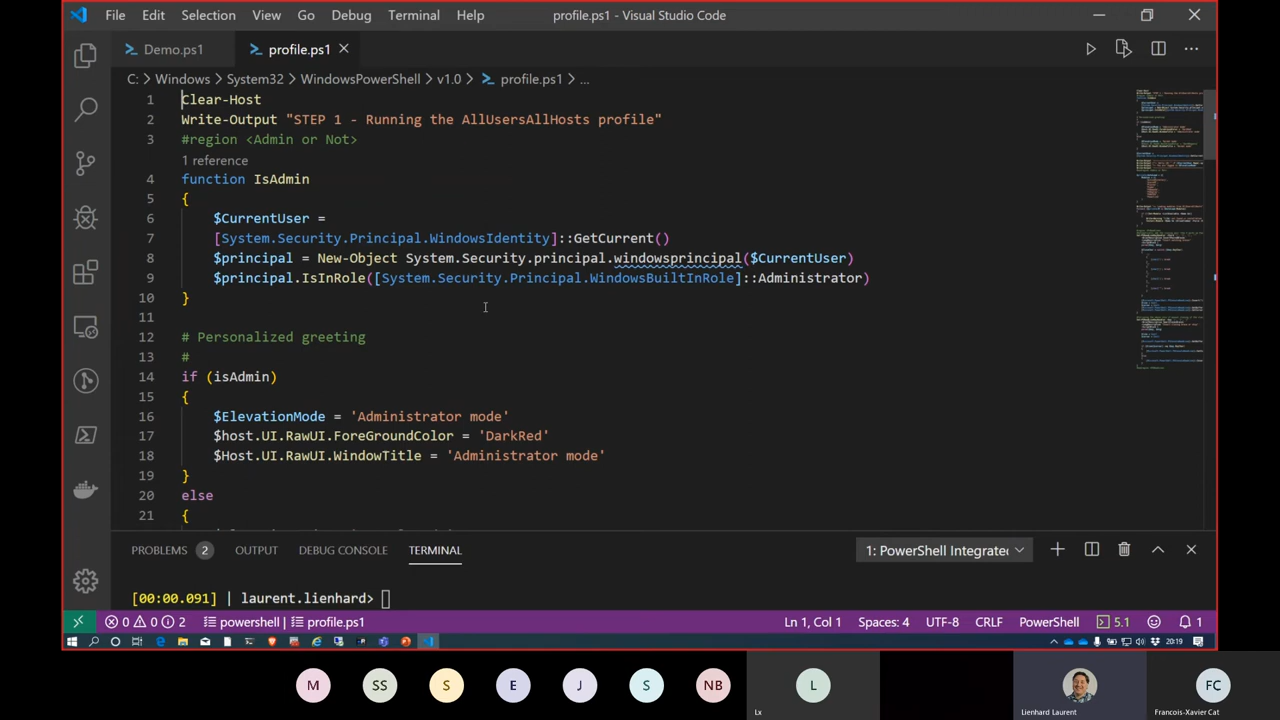 File Edit Selection View Go Debug Terminal Help profile.ps1 - Visual Studio Code
Demo.ps1 profile.ps1
C: > Windows > System32 > WindowsPowerShell > v1.0 > profile.ps1 > ...
1 Clear-Host
2 Write-Output "STEP 1 - Running the AllUsersAllHosts profile"
3 #region <Admin or Not>
1 reference
4 function IsAdmin
5 {
6 $CurrentUser =
7 [System.Security.Principal.WindowsIdentity]::GetCurrent()
8 $principal = New-Object System.Security.principal.windowsprincipal($CurrentUser)
9 $principal.IsInRole([System.Security.Principal.WindowsBuiltInRole]::Administrator)
10 }
11
12 # Personalized greeting
13 #
14 if (isAdmin)
15 {
16 $ElevationMode = 'Administrator mode'
17 $host.UI.RawUI.ForeGroundColor = 'DarkRed'
18 $Host.UI.RawUI.WindowTitle = 'Administrator mode'
19 }
20 else
21 {
PROBLEMS 2 OUTPUT DEBUG CONSOLE TERMINAL 1: PowerShell Integrated
[00:00.091] | laurent.lienhard>
0 0 2 powershell | profile.ps1 Ln 1, Col 1 Spaces: 4 UTF-8 CRLF PowerShell 5.1 1
20:19
M SS S E J S NB L FC
Lx Lienhard Laurent Francois-Xavier Cat